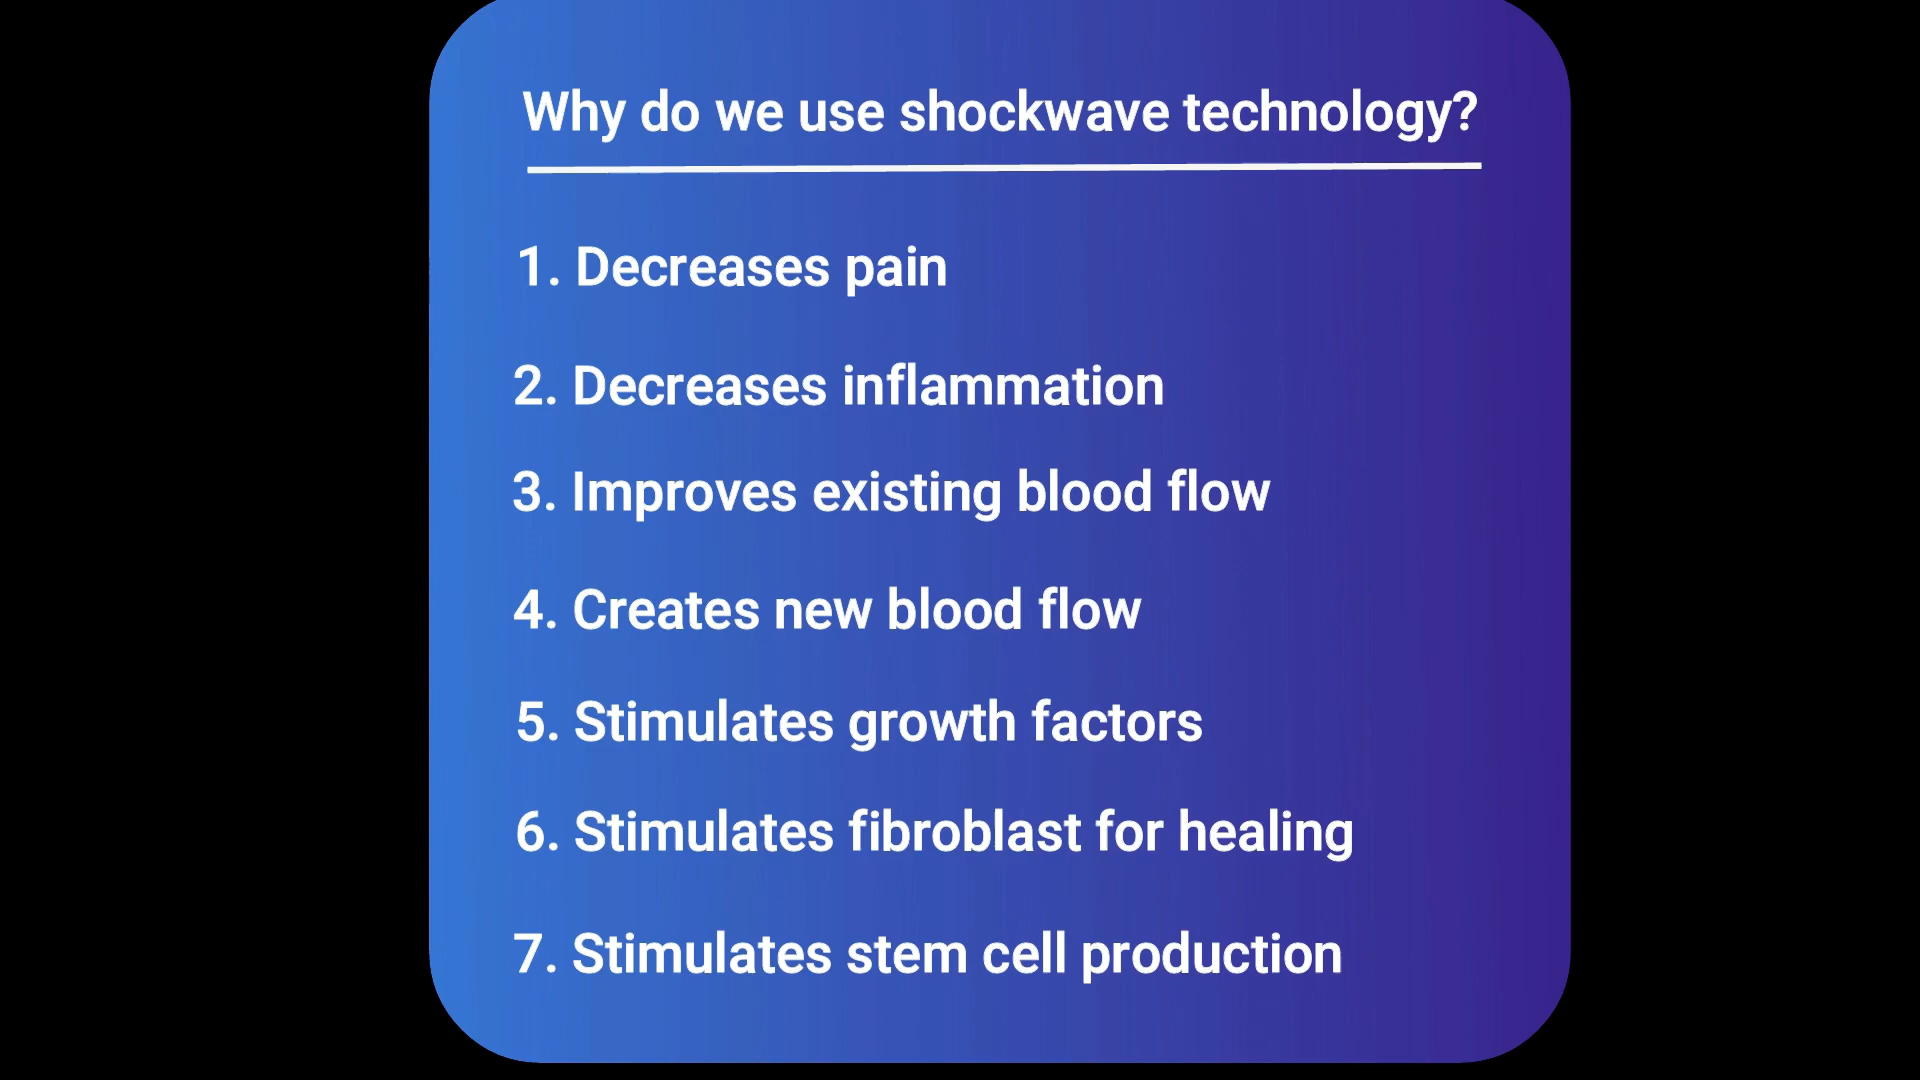 Why do we use shockwave technology?
1. Decreases pain
2. Decreases inflammation
3. Improves existing blood flow
4. Creates new blood flow
5. Stimulates growth factors
6. Stimulates fibroblast for healing
7. Stimulates stem cell production